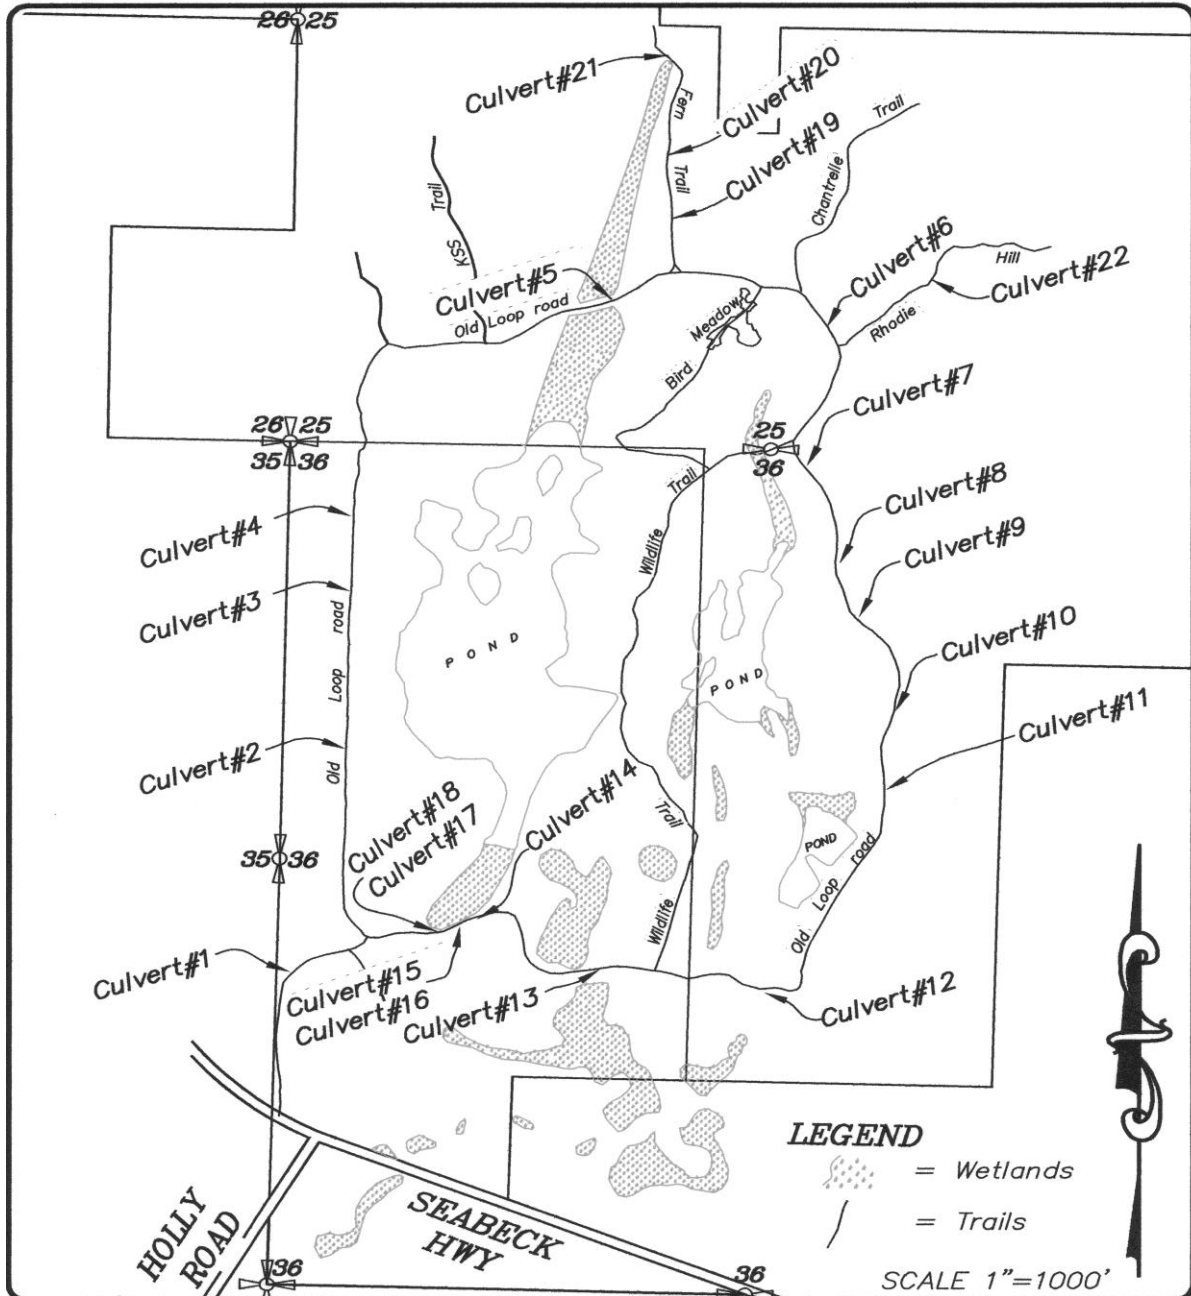 26 25
Culvert#21
Fern
Trail
Culvert#20
Culvert#19
Trail
Chantrelle
Trail
KSS
Culvert#5
Old Loop road
Culvert#6
Hill
Rhodie
Culvert#22
Meadow
Bird
Culvert#7
26 25
35 36
25
36
Trail
Wildlife
Culvert#8
Culvert#4
Culvert#9
Culvert#3
road
Loop
Old
Culvert#10
POND
POND
Culvert#11
Culvert#2
Culvert#18
Culvert#17
Culvert#14
Trail
Wildlife
POND
Old Loop road
35 36
Culvert#1
Culvert#15
Culvert#16
Culvert#13
Culvert#12
LEGEND
= Wetlands
= Trails
SCALE 1"=1000'
HOLLY
ROAD
SEABECK
HWY
36
36